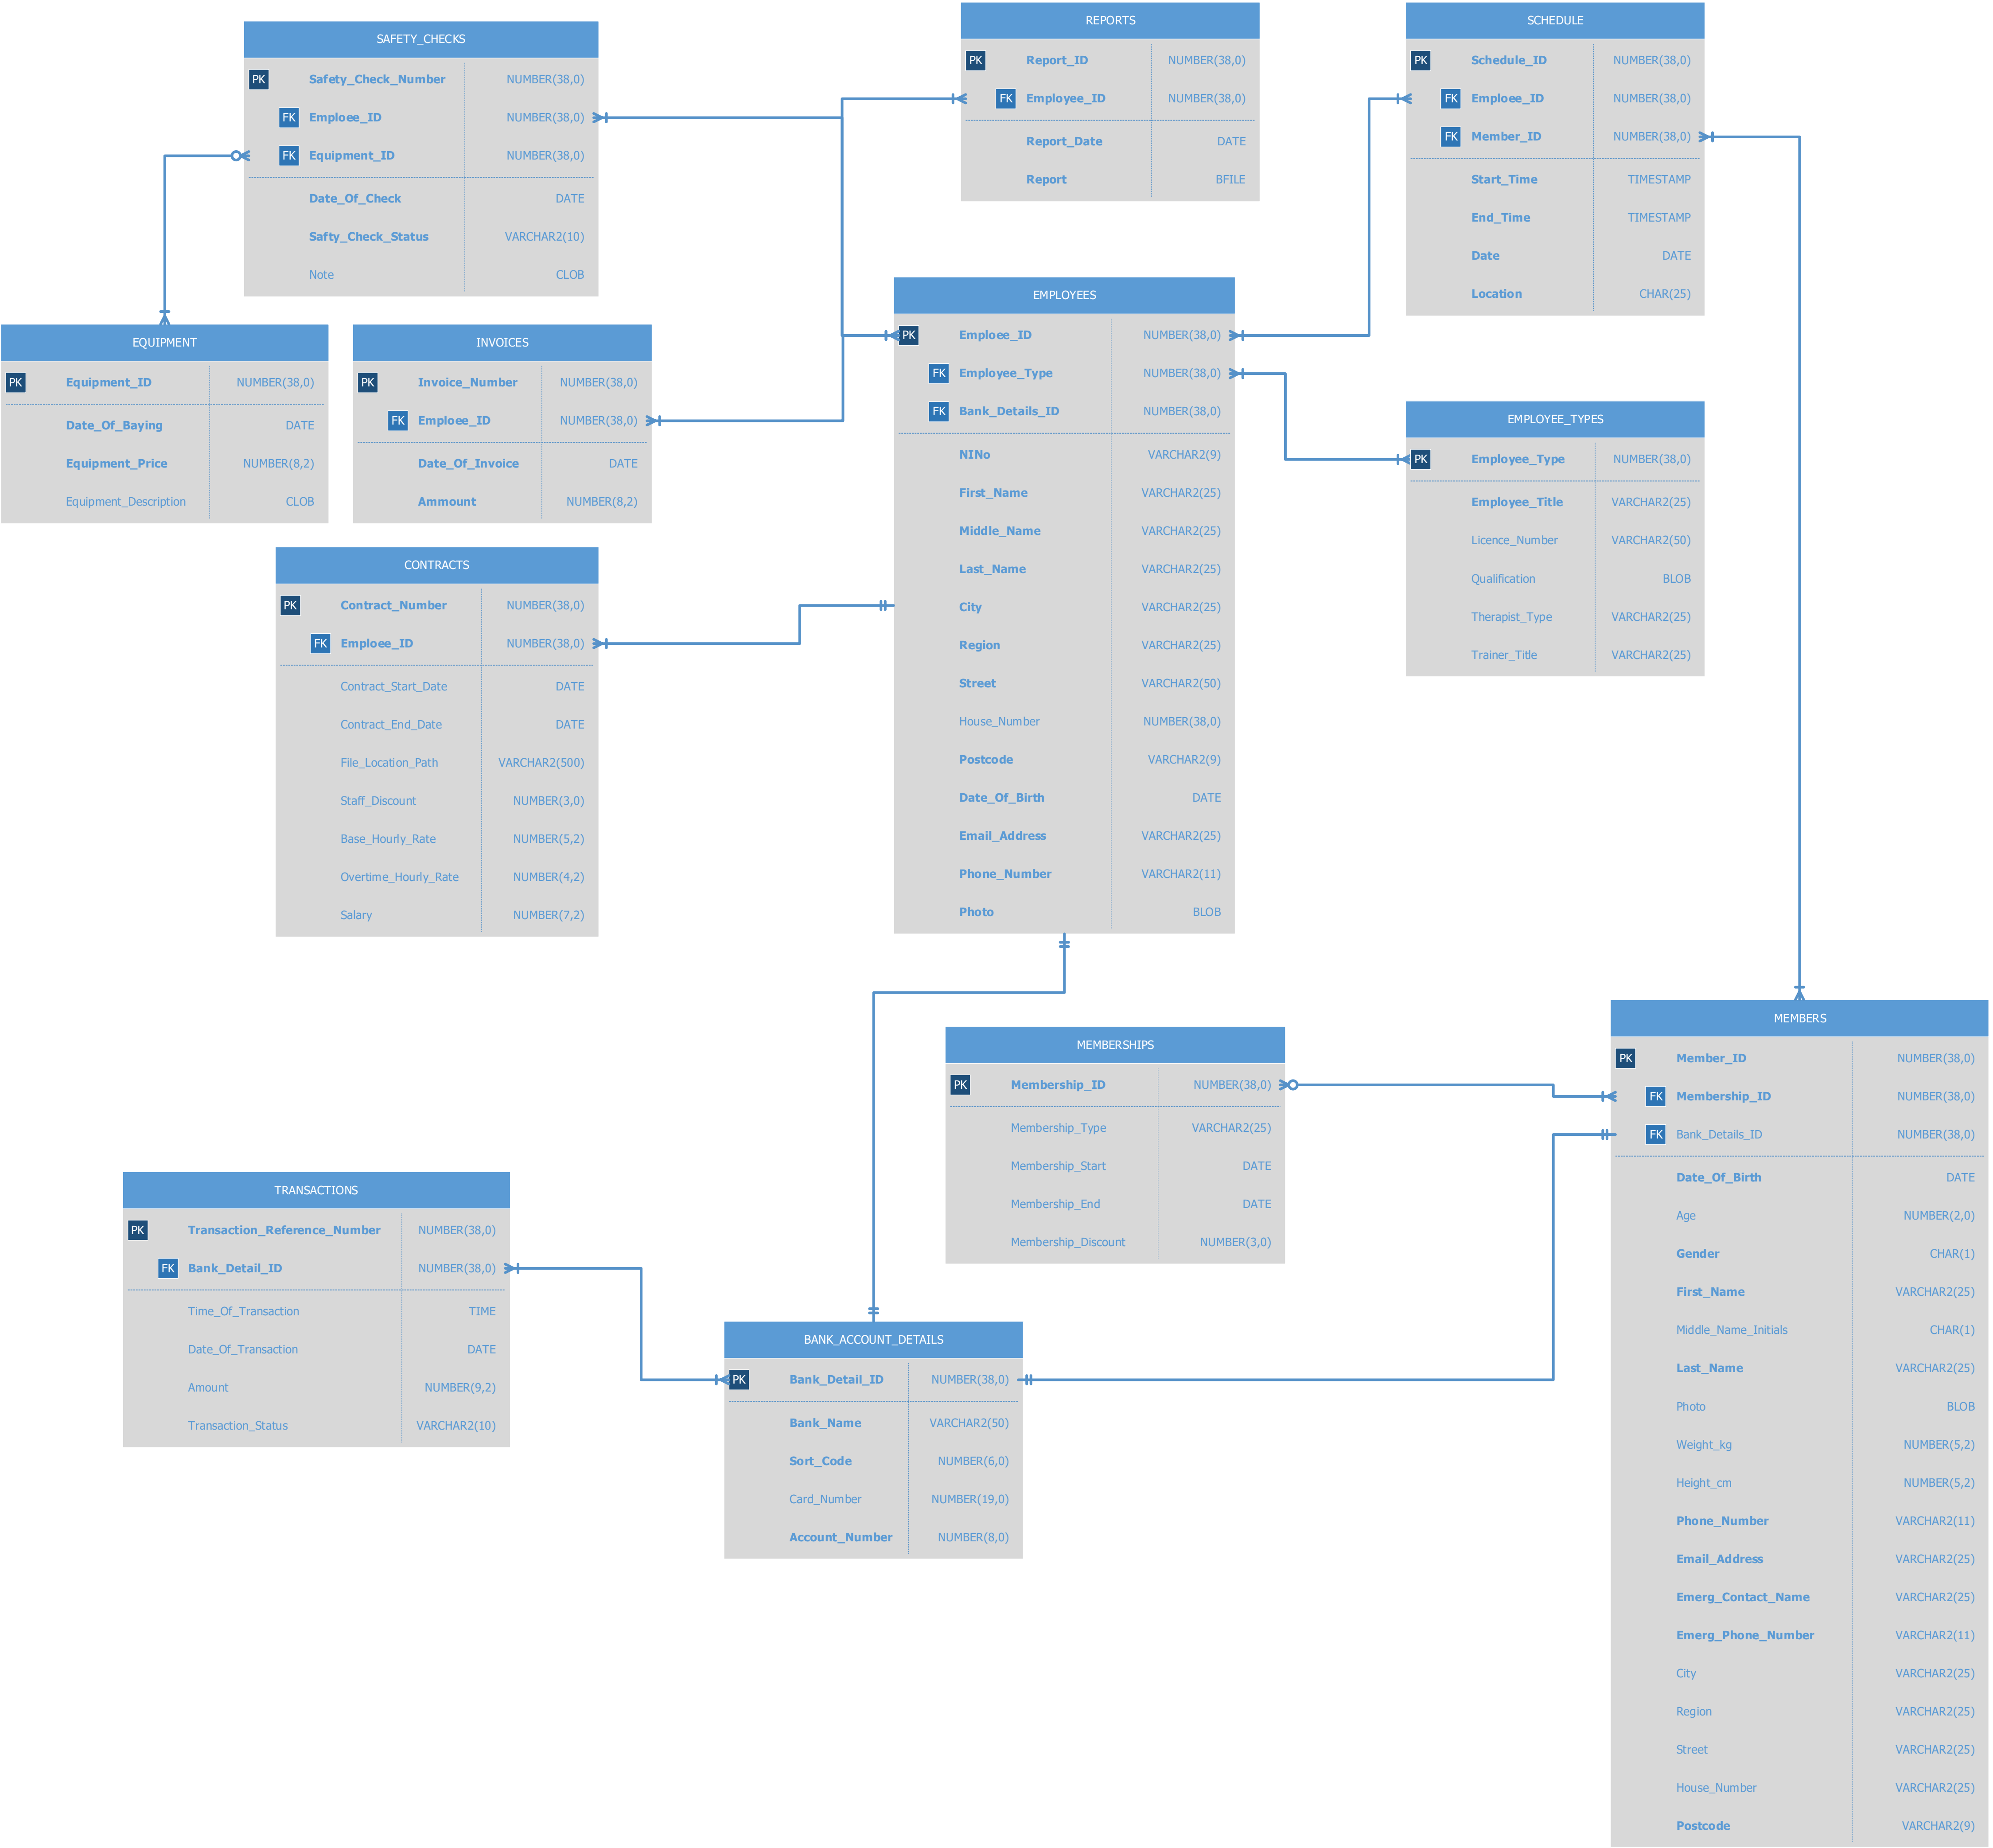 SAFETY_CHECKS
PK Safety_Check_Number NUMBER(38,0)
FK Emploee_ID NUMBER(38,0)
FK Equipment_ID NUMBER(38,0)
Date_Of_Check DATE
Safty_Check_Status VARCHAR2(10)
Note CLOB
REPORTS
PK Report_ID NUMBER(38,0)
FK Employee_ID NUMBER(38,0)
Report_Date DATE
Report BFILE
SCHEDULE
PK Schedule_ID NUMBER(38,0)
FK Emploee_ID NUMBER(38,0)
FK Member_ID NUMBER(38,0)
Start_Time TIMESTAMP
End_Time TIMESTAMP
Date DATE
Location CHAR(25)
EQUIPMENT
PK Equipment_ID NUMBER(38,0)
Date_Of_Baying DATE
Equipment_Price NUMBER(8,2)
Equipment_Description CLOB
INVOICES
PK Invoice_Number NUMBER(38,0)
FK Emploee_ID NUMBER(38,0)
Date_Of_Invoice DATE
Ammount NUMBER(8,2)
EMPLOYEES
PK Emploee_ID NUMBER(38,0)
FK Employee_Type NUMBER(38,0)
FK Bank_Details_ID NUMBER(38,0)
NINo VARCHAR2(9)
First_Name VARCHAR2(25)
Middle_Name VARCHAR2(25)
Last_Name VARCHAR2(25)
City VARCHAR2(25)
Region VARCHAR2(25)
Street VARCHAR2(50)
House_Number NUMBER(38,0)
Postcode VARCHAR2(9)
Date_Of_Birth DATE
Email_Address VARCHAR2(25)
Phone_Number VARCHAR2(11)
Photo BLOB
EMPLOYEE_TYPES
PK Employee_Type NUMBER(38,0)
Employee_Title VARCHAR2(25)
Licence_Number VARCHAR2(50)
Qualification BLOB
Therapist_Type VARCHAR2(25)
Trainer_Title VARCHAR2(25)
CONTRACTS
PK Contract_Number NUMBER(38,0)
FK Emploee_ID NUMBER(38,0)
Contract_Start_Date DATE
Contract_End_Date DATE
File_Location_Path VARCHAR2(500)
Staff_Discount NUMBER(3,0)
Base_Hourly_Rate NUMBER(5,2)
Overtime_Hourly_Rate NUMBER(4,2)
Salary NUMBER(7,2)
MEMBERSHIPS
PK Membership_ID NUMBER(38,0)
Membership_Type VARCHAR2(25)
Membership_Start DATE
Membership_End DATE
Membership_Discount NUMBER(3,0)
MEMBERS
PK Member_ID NUMBER(38,0)
FK Membership_ID NUMBER(38,0)
FK Bank_Details_ID NUMBER(38,0)
Date_Of_Birth DATE
Age NUMBER(2,0)
Gender CHAR(1)
First_Name VARCHAR2(25)
Middle_Name_Initials CHAR(1)
Last_Name VARCHAR2(25)
Photo BLOB
Weight_kg NUMBER(5,2)
Height_cm NUMBER(5,2)
Phone_Number VARCHAR2(11)
Email_Address VARCHAR2(25)
Emerg_Contact_Name VARCHAR2(25)
Emerg_Phone_Number VARCHAR2(11)
City VARCHAR2(25)
Region VARCHAR2(25)
Street VARCHAR2(25)
House_Number VARCHAR2(25)
Postcode VARCHAR2(9)
TRANSACTIONS
PK Transaction_Reference_Number NUMBER(38,0)
FK Bank_Detail_ID NUMBER(38,0)
Time_Of_Transaction TIME
Date_Of_Transaction DATE
Amount NUMBER(9,2)
Transaction_Status VARCHAR2(10)
BANK_ACCOUNT_DETAILS
PK Bank_Detail_ID NUMBER(38,0)
Bank_Name VARCHAR2(50)
Sort_Code NUMBER(6,0)
Card_Number NUMBER(19,0)
Account_Number NUMBER(8,0)